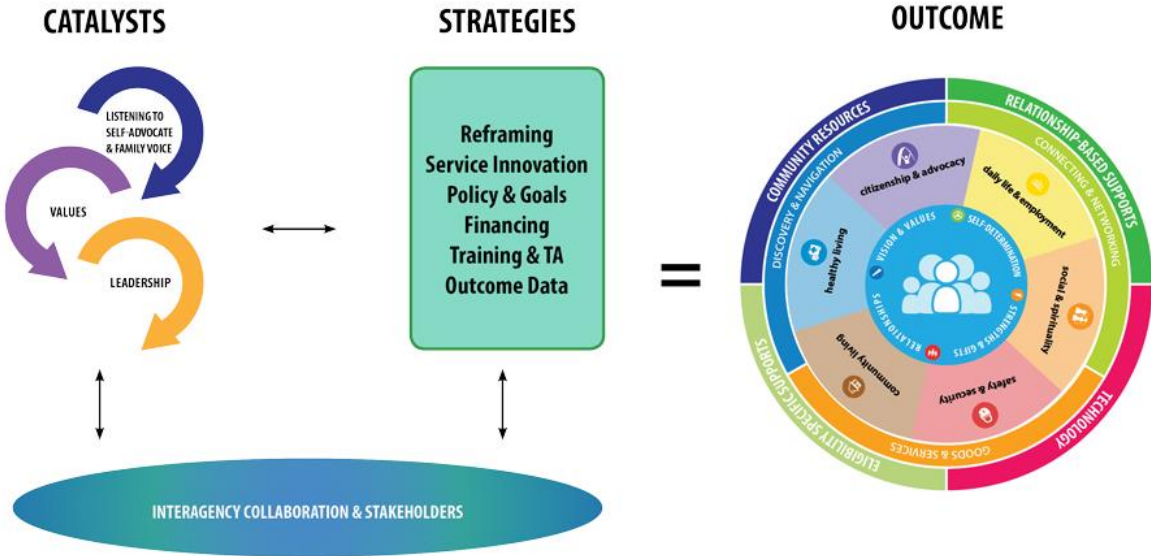 CATALYSTS
STRATEGIES
OUTCOME
LISTENING TO
SELF-ADVOCATE
& FAMILY VOICE
VALUES
LEADERSHIP
Reframing
Service Innovation
Policy & Goals
Financing
Training & TA
Outcome Data
=
INTERAGENCY COLLABORATION & STAKEHOLDERS
COMMUNITY RESOURCES
RELATIONSHIP-BASED SUPPORTS
TECHNOLOGY
ELIGIBILITY SPECIFIC SUPPORTS
DISCOVERY & NAVIGATION
CONNECTING & NETWORKING
GOODS & SERVICES
citizenship & advocacy
daily life & employment
social & spirituality
safety & security
community living
healthy living
VISION & VALUES
SELF-DETERMINATION
STRENGTHS & GIFTS
RELATIONSHIPS